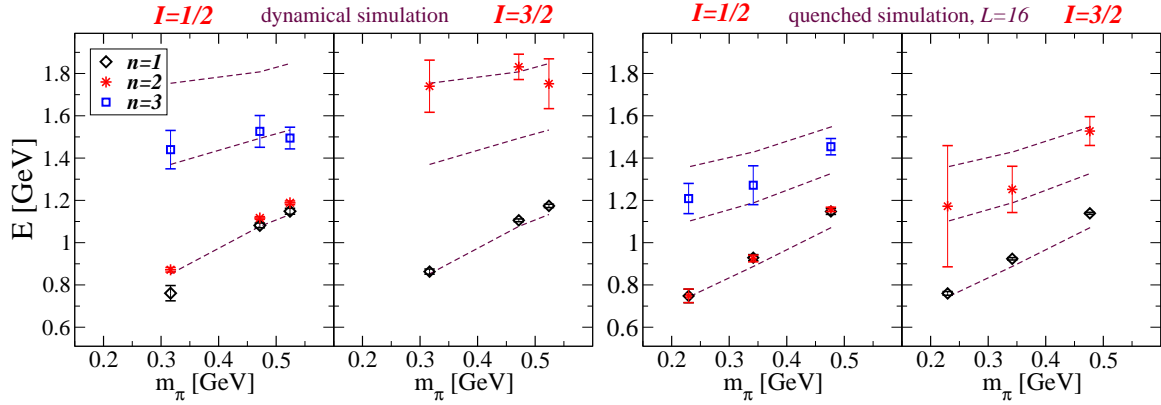 I=1/2 dynamical simulation I=3/2 I=1/2 quenched simulation, L=16 I=3/2
n=1
n=2
n=3
E [GeV]
1.8
1.6
1.4
1.2
1
0.8
0.6
1.8
1.6
1.4
1.2
1
0.8
0.6
0.2 0.3 0.4 0.5 0.2 0.3 0.4 0.5 0.2 0.3 0.4 0.5 0.2 0.3 0.4 0.5
mπ [GeV] mπ [GeV] mπ [GeV] mπ [GeV]